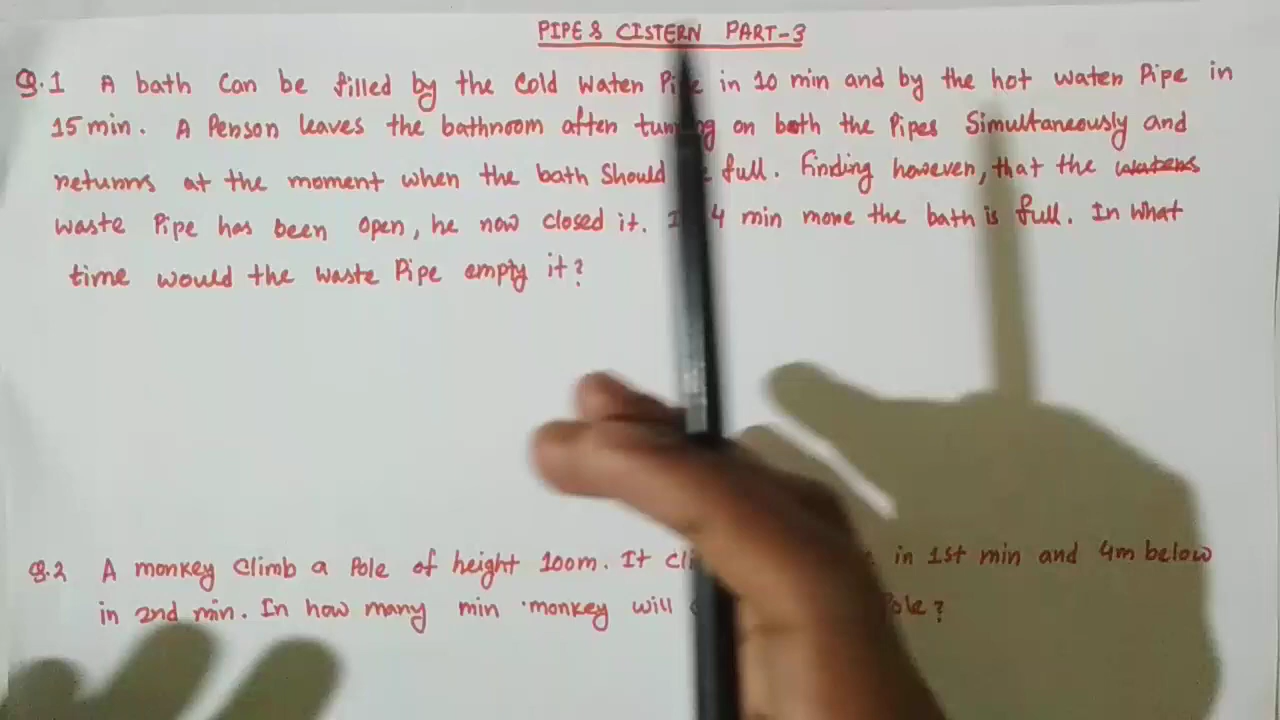 PIPE & CISTERN PART-3
Q.1 A bath Can be filled by the Cold Water in 10 min and by the hot water Pipe in
15 min. A Person leaves the bathroom after on both the Pipes Simultaneously and
returns at the moment when the bath Should full. Finding however, that the waters
waste Pipe has been open, he now closed it. 4 min more the bath is full. In What
time would the waste Pipe empty it?
Q.2 A monkey Climb a Pole of height 100m. It in 1st min and 4m below
in 2nd min. In how many min monkey will Pole?